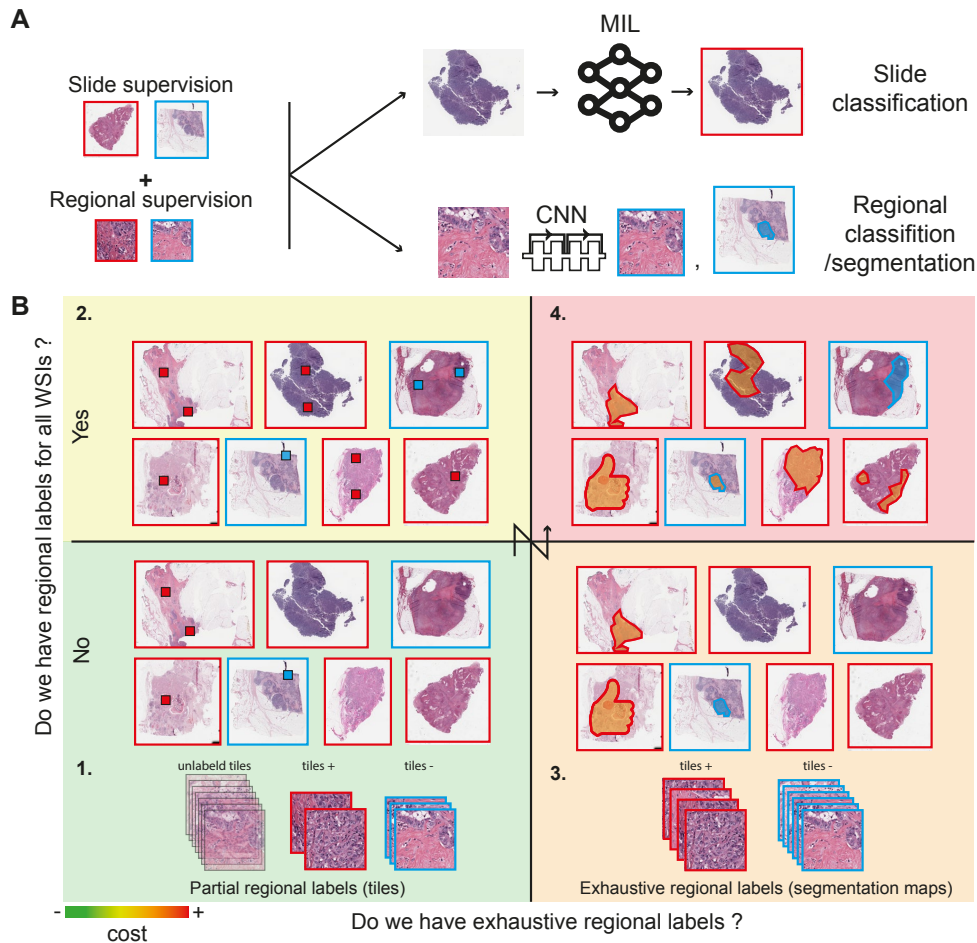 A
Slide supervision
+
Regional supervision
MIL
Slide
classification
CNN
,
Regional
classifition
/segmentation
B
Do we have regional labels for all WSIs ?
Yes
No
2.
4.
1.
unlabeld tiles
tiles +
tiles -
Partial regional labels (tiles)
3.
tiles +
tiles -
Exhaustive regional labels (segmentation maps)
- +
cost
Do we have exhaustive regional labels ?